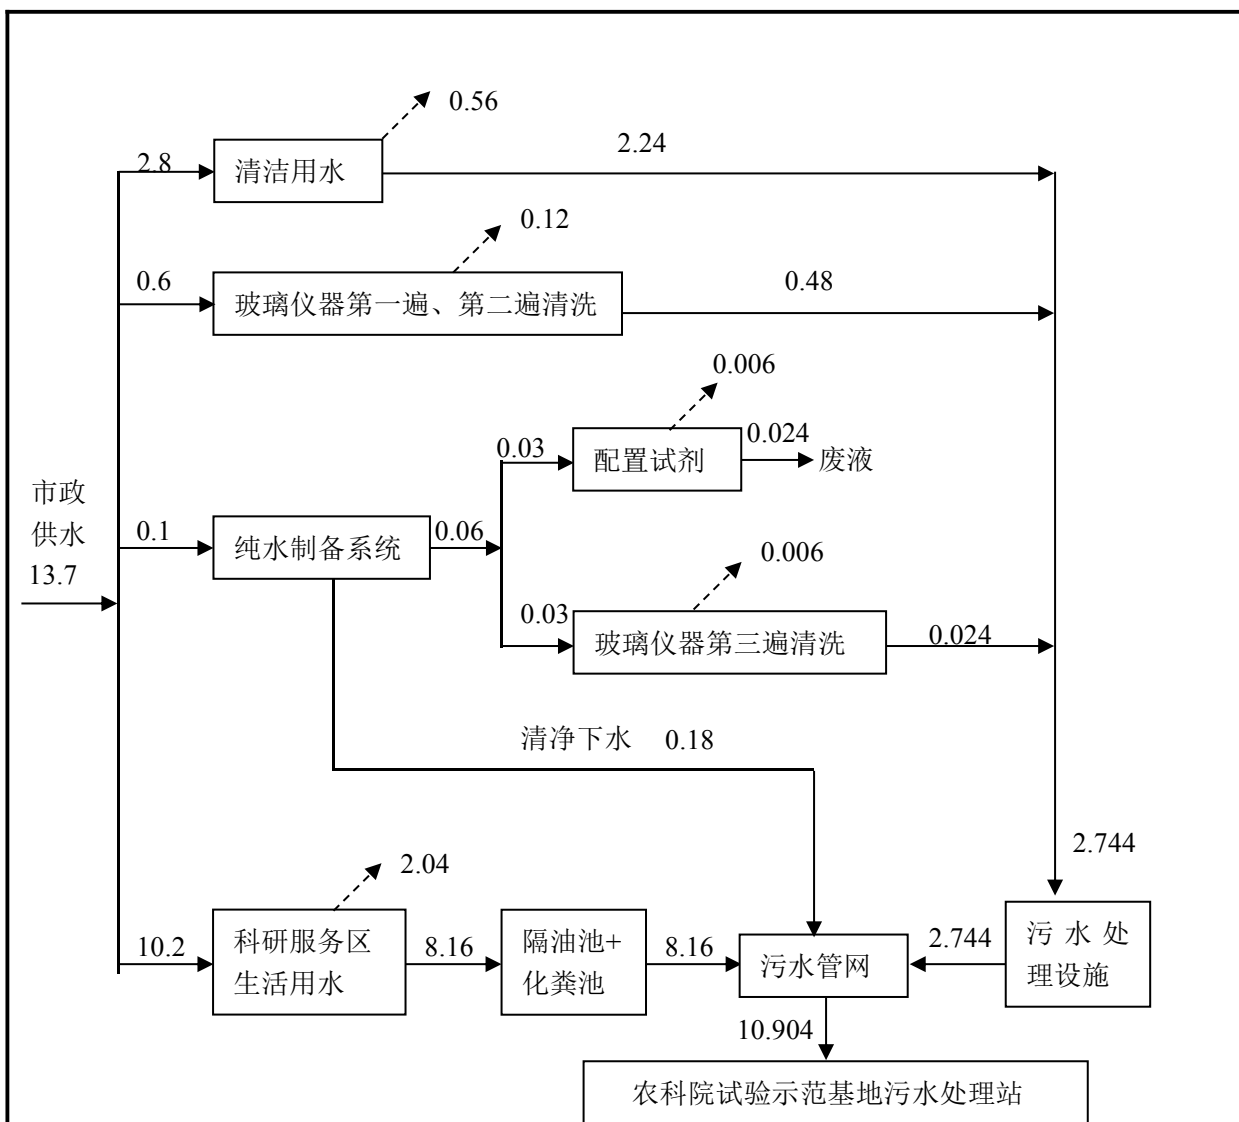 0.56
2.8
清洁用水
2.24
0.12
0.6
玻璃仪器第一遍、第二遍清洗
0.48
0.006
0.03
配置试剂
0.024
废液
市政
供水
13.7
0.1
纯水制备系统
0.06
0.006
0.03
玻璃仪器第三遍清洗
0.024
清净下水 0.18
2.744
2.04
10.2
科研服务区
生活用水
8.16
隔油池+
化粪池
8.16
污水管网
2.744
污水处
理设施
10.904
农科院试验示范基地污水处理站